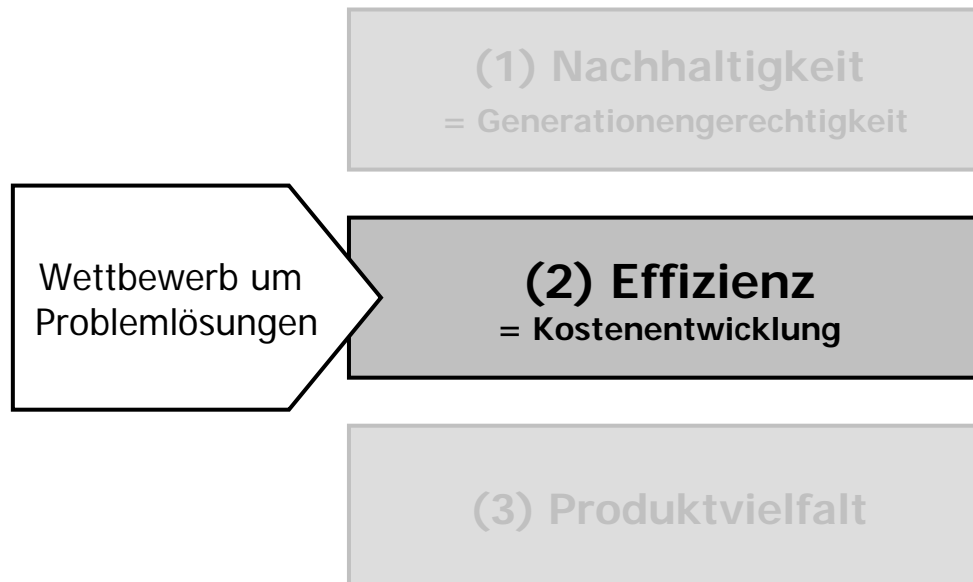 (1) Nachhaltigkeit
= Generationengerechtigkeit
Wettbewerb um
Problemlösungen
(2) Effizienz
= Kostenentwicklung
(3) Produktvielfalt